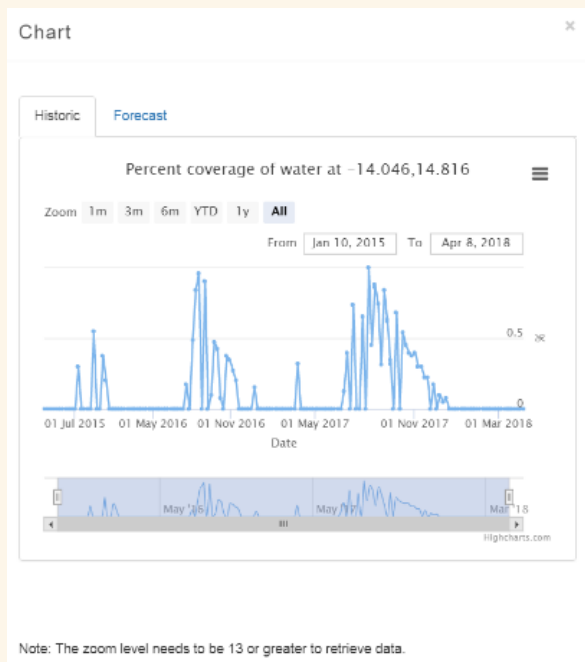 Chart
×
Historic
Forecast
Percent coverage of water at -14.046,14.816
Zoom 1m 3m 6m YTD 1y All
From Jan 10, 2015 To Apr 8, 2018
0.5
%
0
01 Jul 2015 01 May 2016 01 Nov 2016 01 May 2017 01 Nov 2017 01 Mar 2018
Date
May '16 May '17 Mar '18
Highcharts.com
Note: The zoom level needs to be 13 or greater to retrieve data.